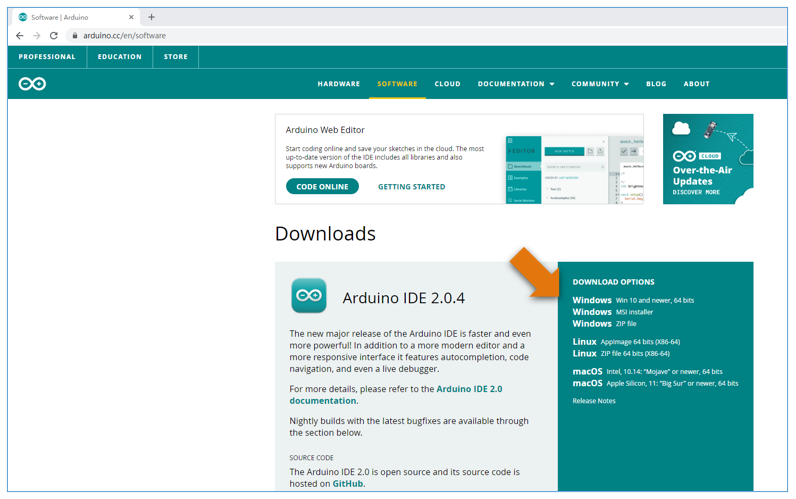 Software | Arduino
arduino.cc/en/software
PROFESSIONAL EDUCATION STORE
HARDWARE SOFTWARE CLOUD DOCUMENTATION COMMUNITY BLOG ABOUT
Arduino Web Editor
Start coding online and save your sketches in the cloud. The most
up-to-date version of the IDE includes all libraries and also
supports new Arduino boards.
CODE ONLINE GETTING STARTED
CLOUD
Over-the-Air
Updates
DISCOVER MORE
Downloads
Arduino IDE 2.0.4
The new major release of the Arduino IDE is faster and even
more powerful! In addition to a more modern editor and a
more responsive interface it features autocompletion, code
navigation, and even a live debugger.
For more details, please refer to the Arduino IDE 2.0
documentation.
Nightly builds with the latest bugfixes are available through
the section below.
SOURCE CODE
The Arduino IDE 2.0 is open source and its source code is
hosted on GitHub.
DOWNLOAD OPTIONS
Windows Win 10 and newer, 64 bits
Windows MSI installer
Windows ZIP file
Linux AppImage 64 bits (X86-64)
Linux ZIP file 64 bits (X86-64)
macOS Intel, 10.14: “Mojave” or newer, 64 bits
macOS Apple Silicon, 11: “Big Sur” or newer, 64 bits
Release Notes